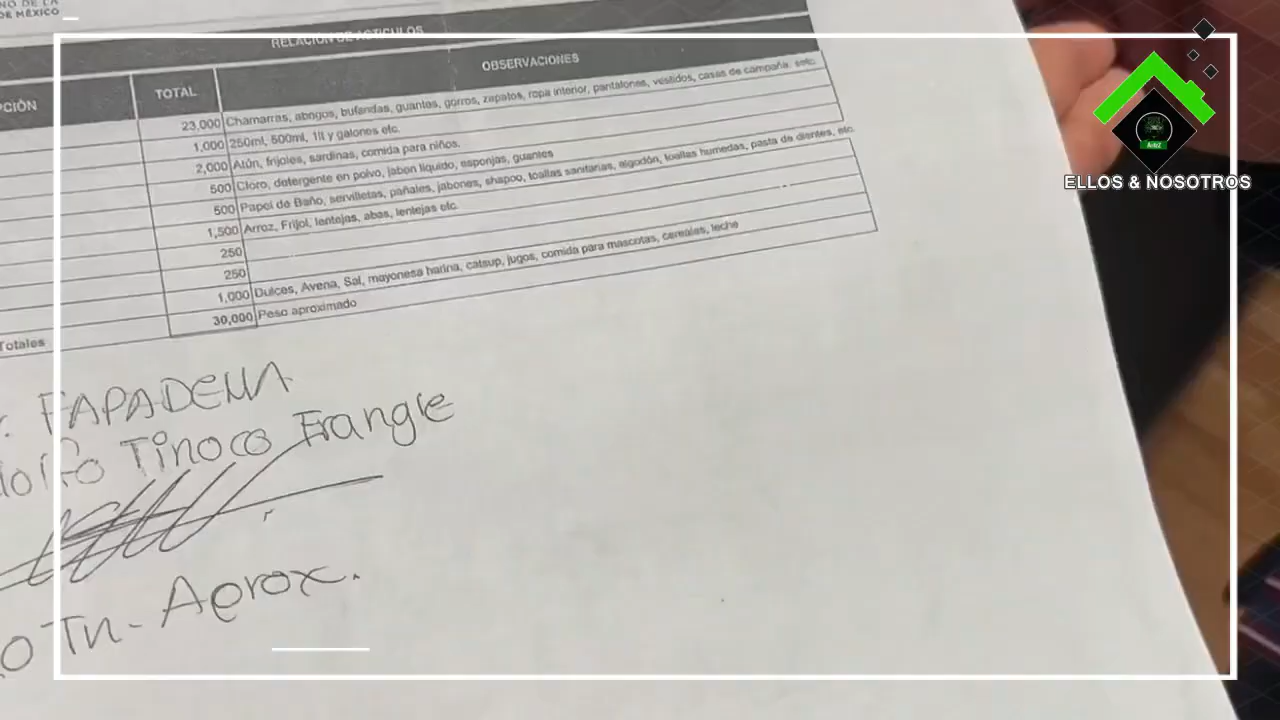 DE MÉXICO
RELACIÓN DE ACTICULOS
PCIÓN TOTAL OBSERVACIONES
23,000 Chamarras, abrigos, bufandas, guantes, gorros, zapatos, ropa interior, pantalones, vestidos, casas de campaña, setc.
1,000 250ml, 500ml, 1lt y galones etc.
2,000 Atún, frijoles, sardinas, comida para niños.
500 Cloro, detergente en polvo, jabon liquido, esponjas, guantes
500 Papel de Baño, servilletas, pañales, jabones, shapoo, toallas sanitarias, algodón, toallas humedas, pasta de dientes, etc.
1,500 Arroz, Frijol, lentejas, abas, lentejas etc.
250
250
1,000 Dulces, Avena, Sal, mayonesa harina, catsup, jugos, comida para mascotas, cereales, leche
Totales 30,000 Peso aproximado
Tinoco Frangie
Tn. Aprox.
ELLOS & NOSOTROS